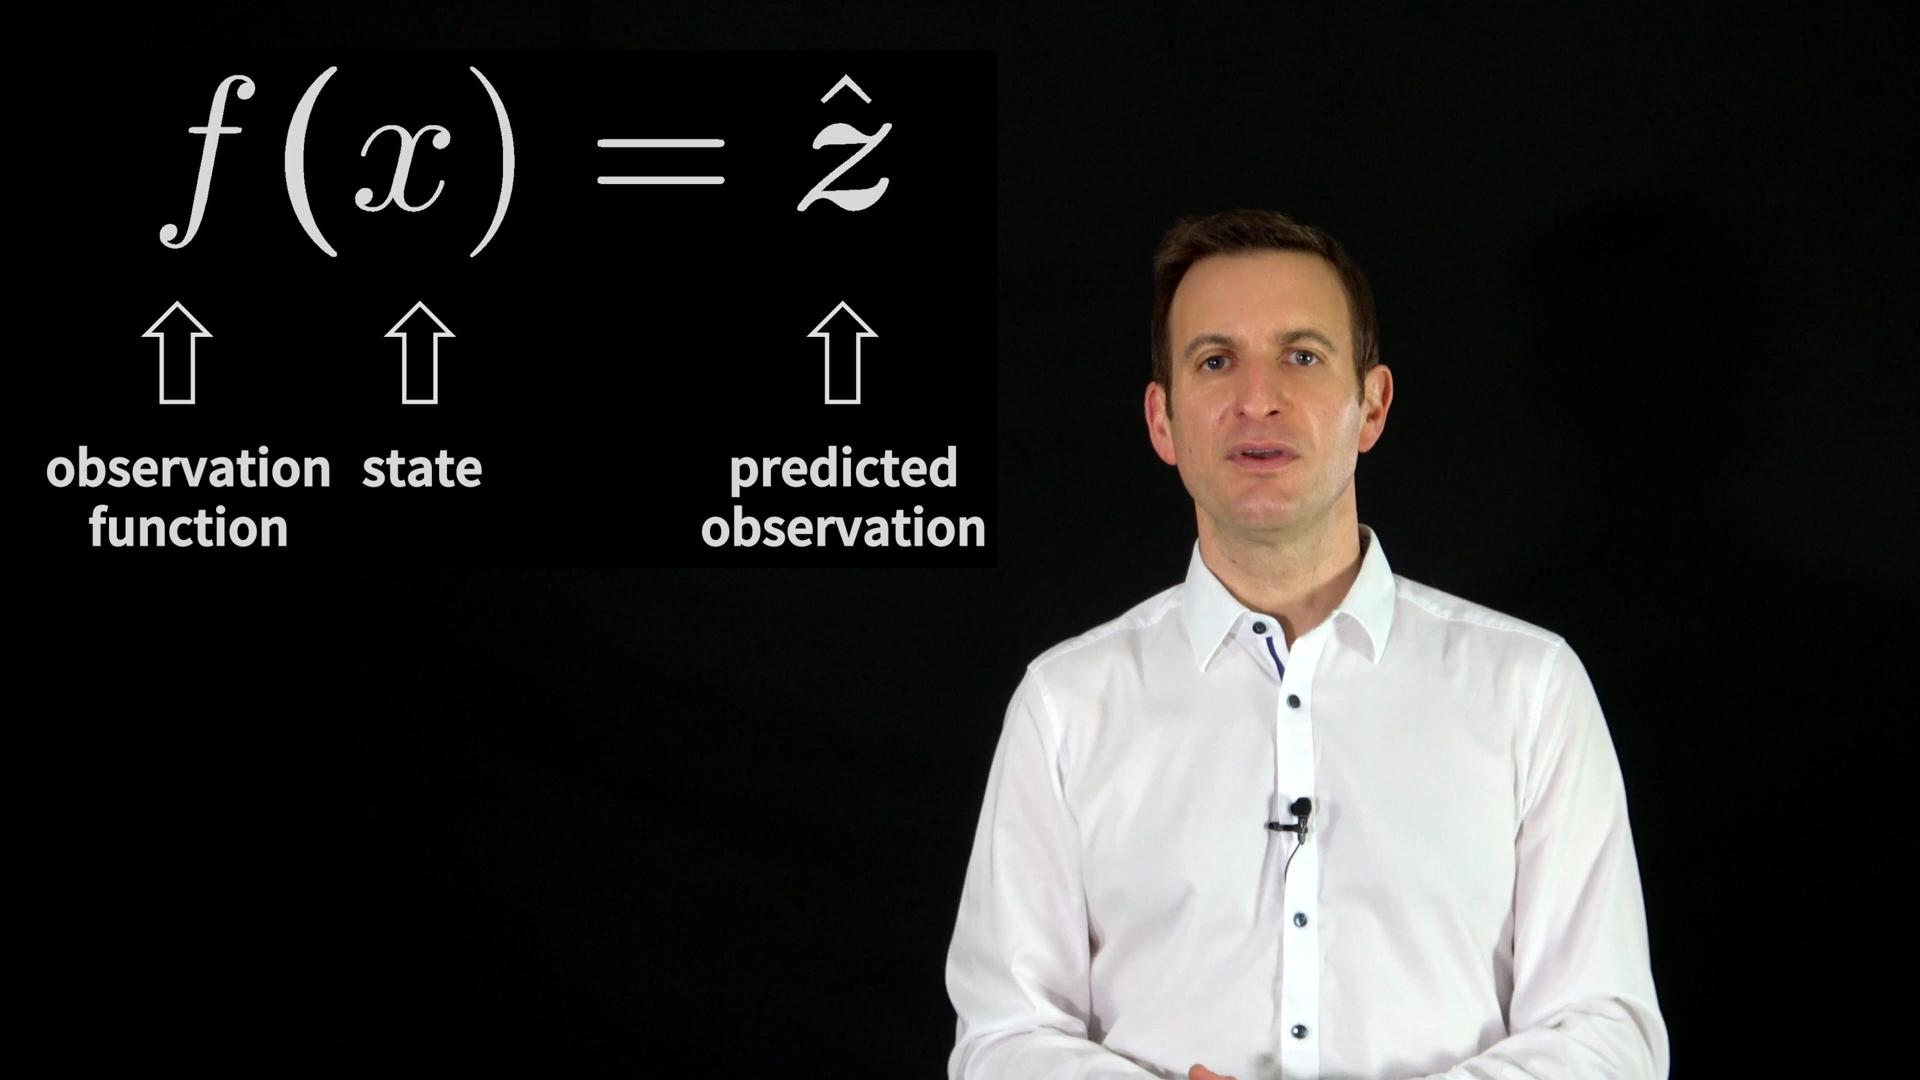 f(x) = ẑ
observation
function
state
predicted
observation